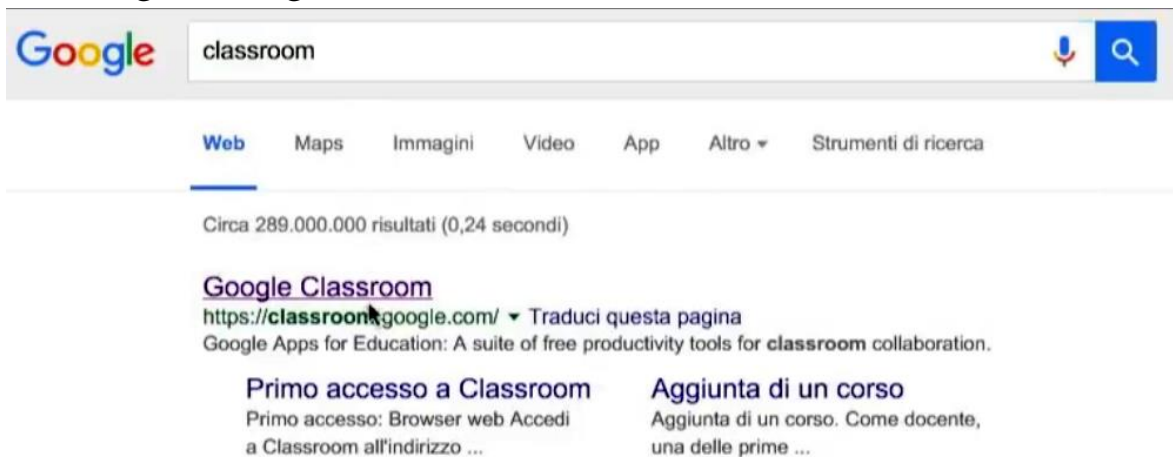 Google
classroom
Web Maps Immagini Video App Altro Strumenti di ricerca
Circa 289.000.000 risultati (0,24 secondi)
Google Classroom
https://classroom.google.com/ Traduci questa pagina
Google Apps for Education: A suite of free productivity tools for classroom collaboration.
Primo accesso a Classroom
Primo accesso: Browser web Accedi
a Classroom all'indirizzo ...
Aggiunta di un corso
Aggiunta di un corso. Come docente,
una delle prime ...